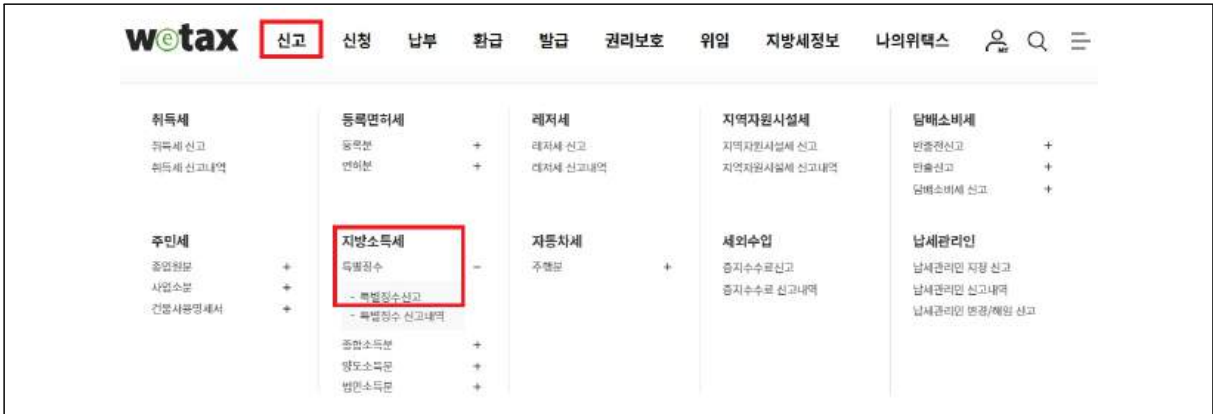 wetax 신고 신청 납부 환급 발급 권리보호 위임 지방세정보 나의위택스 MY
취득세
취득세 신고
취득세 신고내역
등록면허세
등록분 +
면허분 +
레저세
레저세 신고
레저세 신고내역
지역자원시설세
지역자원시설세 신고
지역자원시설세 신고내역
담배소비세
반출전신고 +
반출신고 +
담배소비세 신고 +
주민세
종업원분 +
사업소분 +
건물사용명세서 +
지방소득세
특별징수 -
- 특별징수신고
- 특별징수 신고내역
종합소득분 +
양도소득분 +
법인소득분 +
자동차세
주행분 +
세외수입
증지수수료신고
증지수수료 신고내역
납세관리인
납세관리인 지정 신고
납세관리인 신고내역
납세관리인 변경/해임 신고